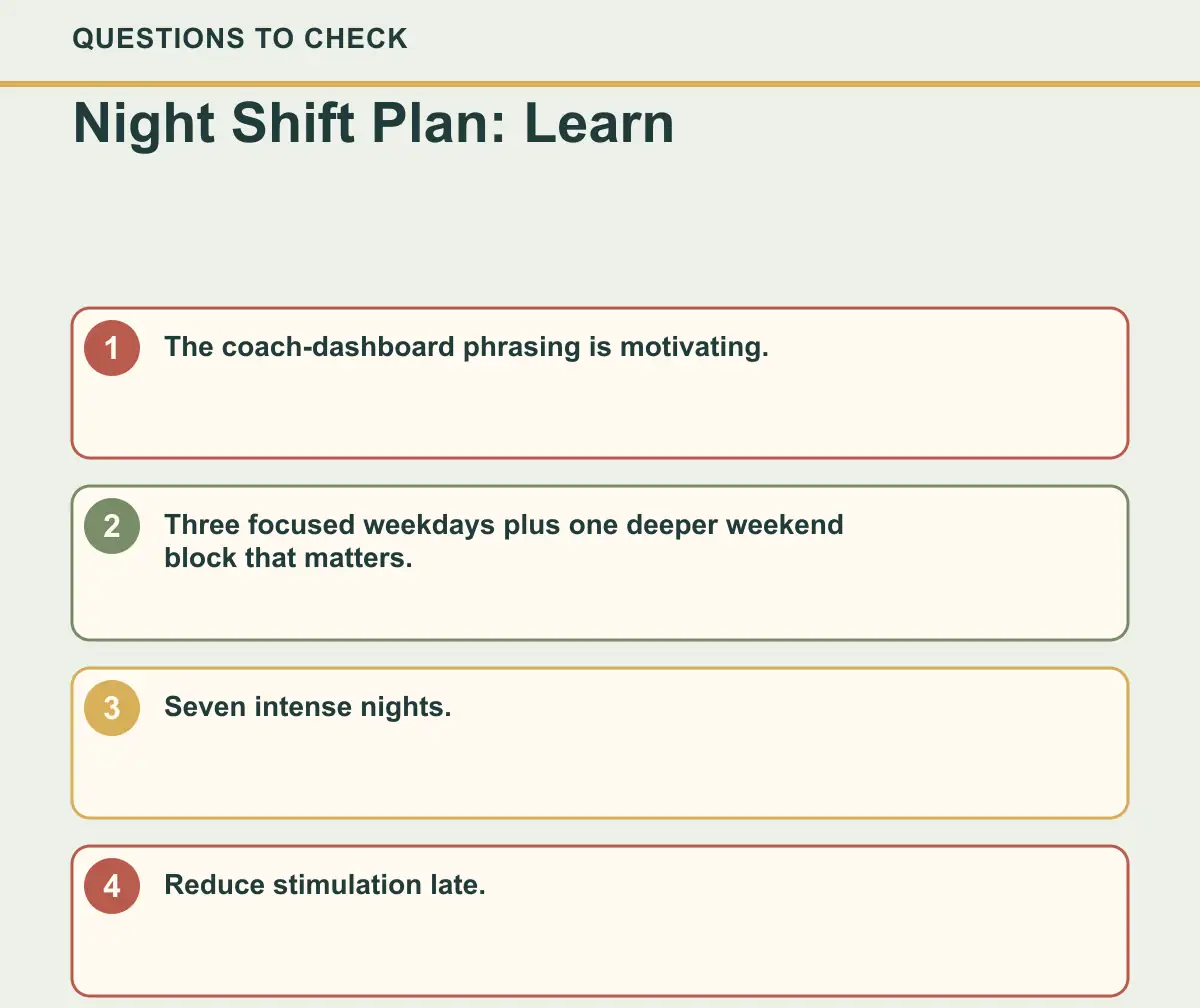 QUESTIONS TO CHECK
Night Shift Plan: Learn
1
The coach-dashboard phrasing is motivating.
2
Three focused weekdays plus one deeper weekend
block that matters.
3
Seven intense nights.
4
Reduce stimulation late.